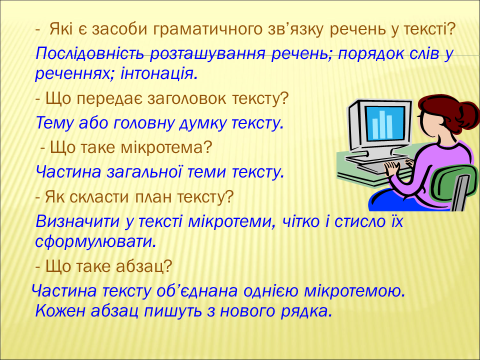 - Які є засоби граматичного зв’язку речень у тексті?
Послідовність розташування речень; порядок слів у
реченнях; інтонація.
- Що передає заголовок тексту?
Тему або головну думку тексту.
- Що таке мікротема?
Частина загальної теми тексту.
- Як скласти план тексту?
Визначити у тексті мікротеми, чітко і стисло їх
сформулювати.
- Що таке абзац?
Частина тексту об’єднана однією мікротемою.
Кожен абзац пишуть з нового рядка.